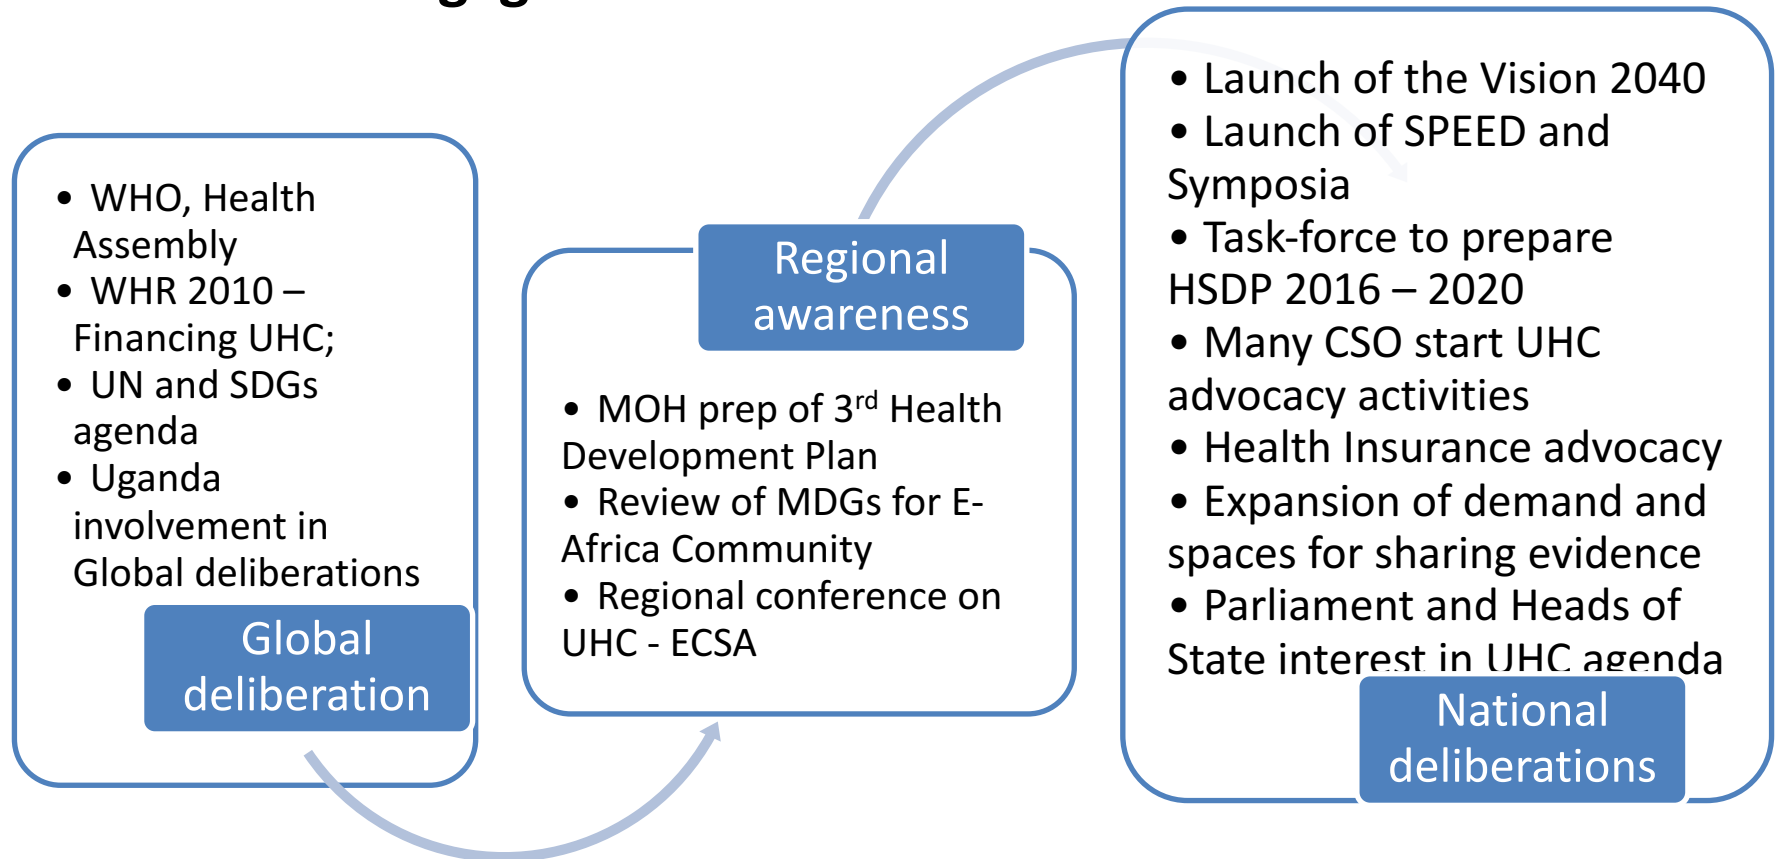 • WHO, Health
Assembly
• WHR 2010 –
Financing UHC;
• UN and SDGs
agenda
• Uganda
involvement in
Global deliberations
Global
deliberation
Regional
awareness
• MOH prep of 3rd Health
Development Plan
• Review of MDGs for E-
Africa Community
• Regional conference on
UHC - ECSA
• Launch of the Vision 2040
• Launch of SPEED and
Symposia
• Task-force to prepare
HSDP 2016 – 2020
• Many CSO start UHC
advocacy activities
• Health Insurance advocacy
• Expansion of demand and
spaces for sharing evidence
• Parliament and Heads of
State interest in UHC agenda
National
deliberations